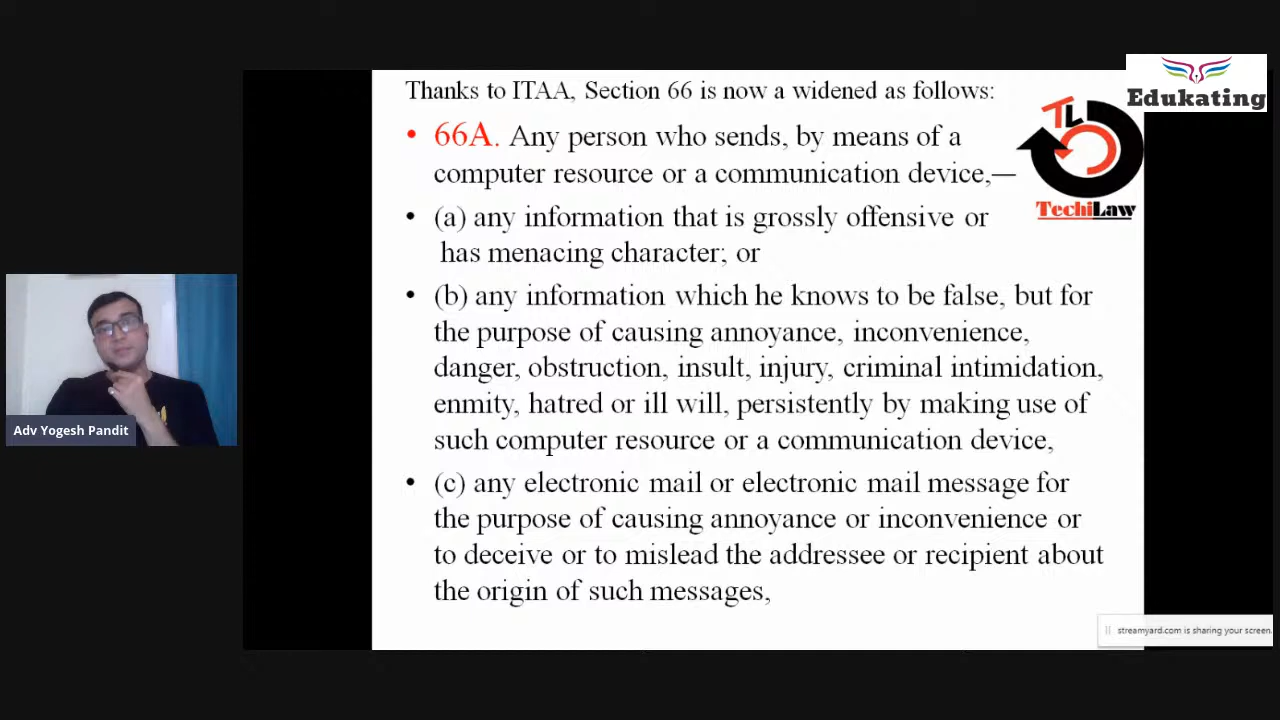 Thanks to ITAA, Section 66 is now a widened as follows:
Edukating
• 66A. Any person who sends, by means of a
computer resource or a communication device,—
TL
TechiLaw
• (a) any information that is grossly offensive or
has menacing character; or
• (b) any information which he knows to be false, but for
the purpose of causing annoyance, inconvenience,
danger, obstruction, insult, injury, criminal intimidation,
enmity, hatred or ill will, persistently by making use of
such computer resource or a communication device,
Adv Yogesh Pandit
• (c) any electronic mail or electronic mail message for
the purpose of causing annoyance or inconvenience or
to deceive or to mislead the addressee or recipient about
the origin of such messages,
streamyard.com is sharing your screen.